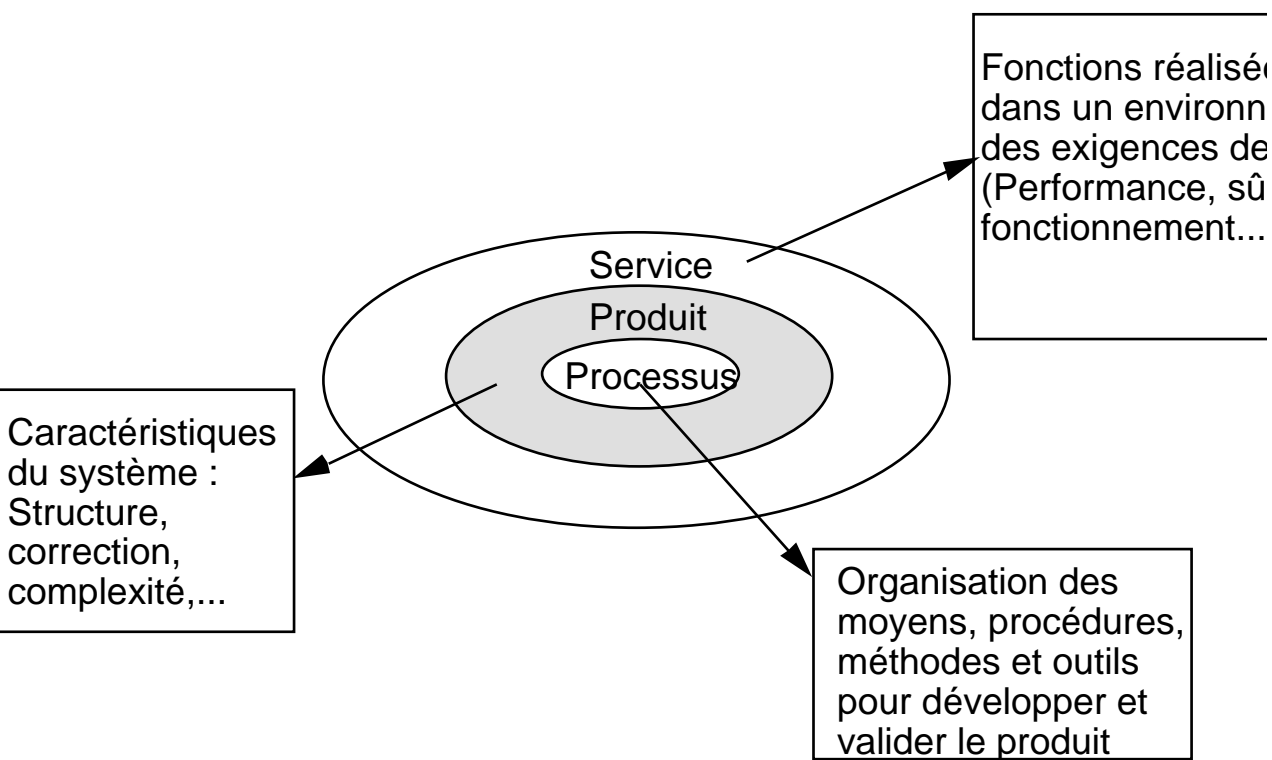 Fonctions réalisé
dans un environn
des exigences de
(Performance, sû
fonctionnement...
Service
Produit
Processus
Caractéristiques
du système :
Structure,
correction,
complexité,...
Organisation des
moyens, procédures,
méthodes et outils
pour développer et
valider le produit